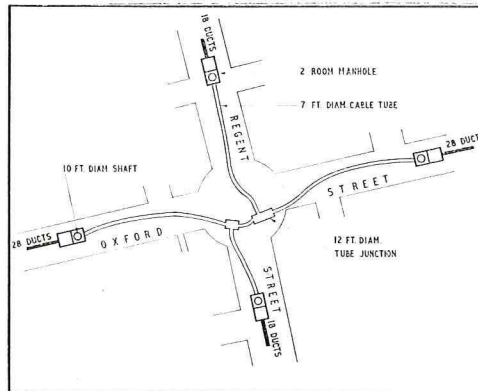 18 DUCTS
2 ROOM MANHOLE
7 FT. DIAM. CABLE TUBE
REGENT
28 DUCT
10 FT. DIAM SHAFT
STREET
28 DUCTS
OXFORD
12 FT. DIAM.
TUBE JUNCTION
STREET
18 DUCTS